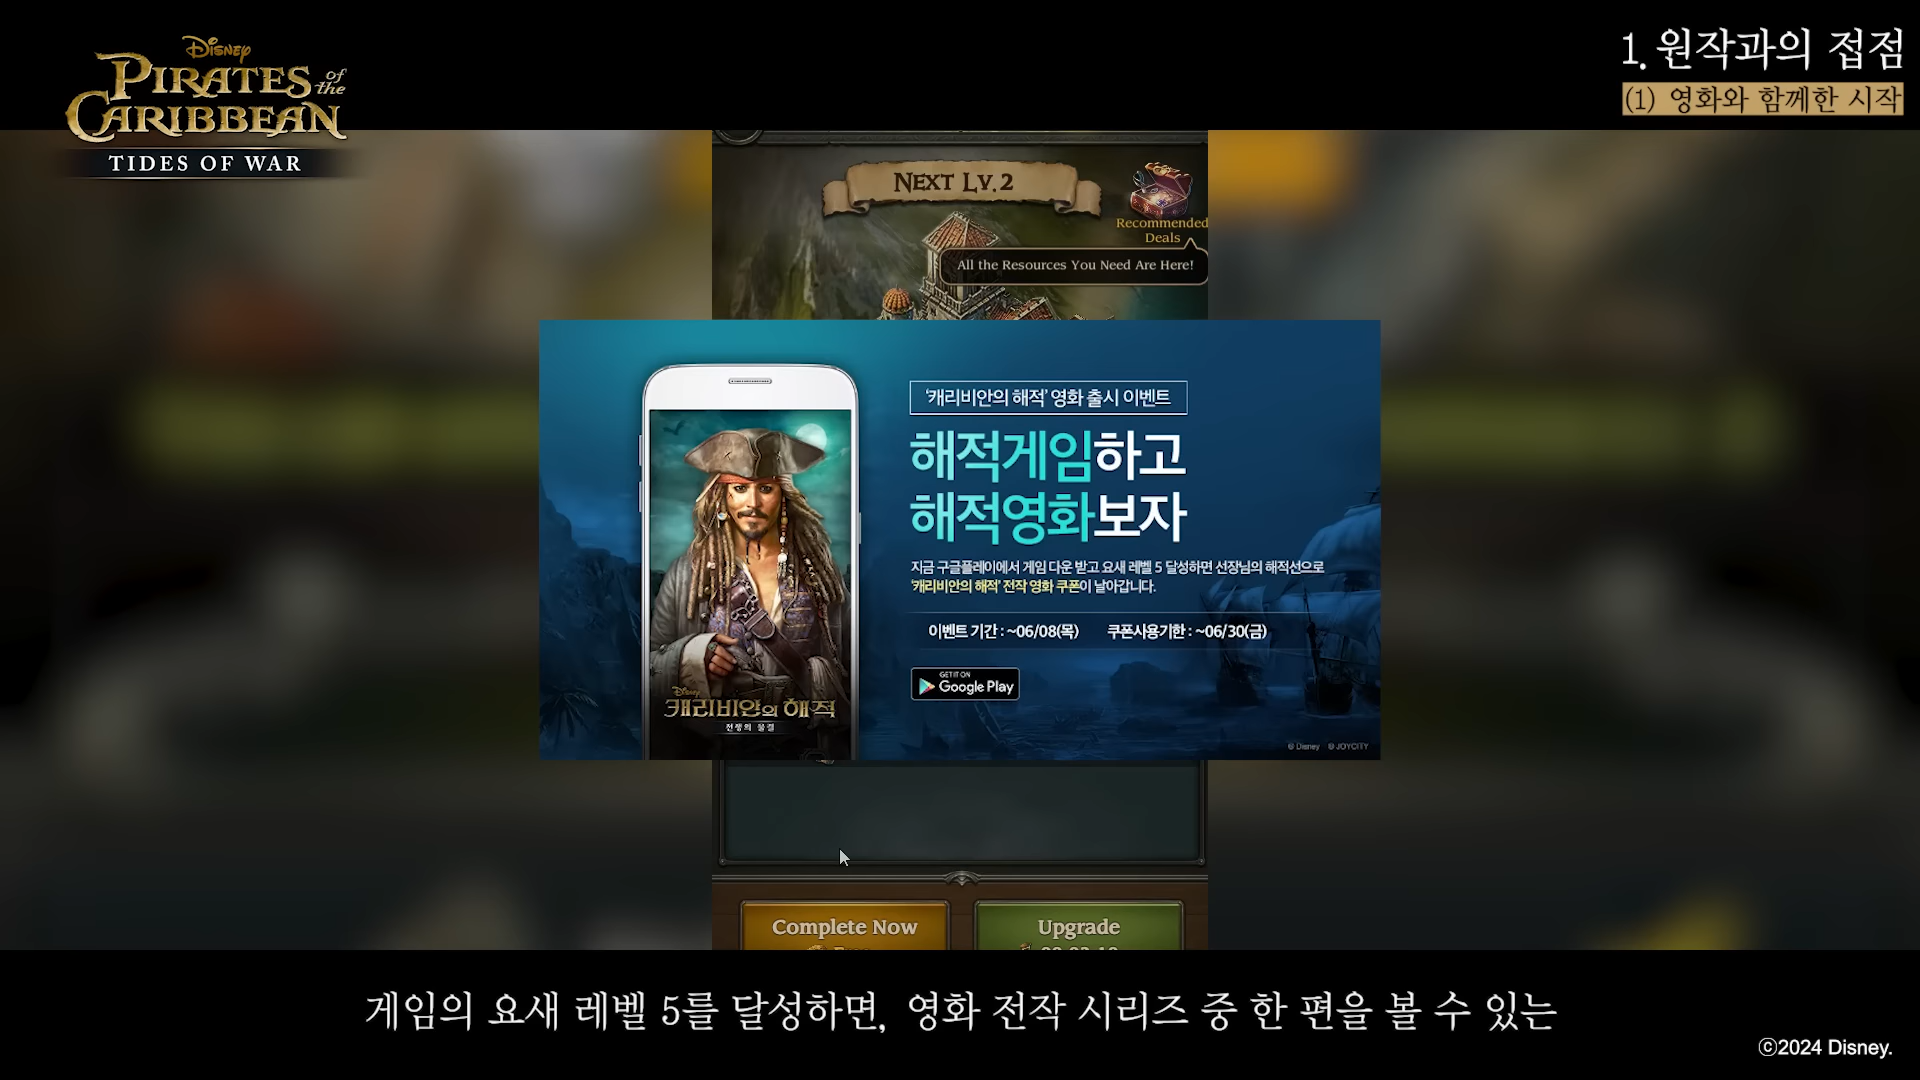 Disney
PIRATES of the
CARIBBEAN
TIDES OF WAR
1. 원작과의 접점
(1) 영화와 함께한 시작
NEXT LV.2
Recommended
Deals
All the Resources You Need Are Here!
'캐리비안의 해적' 영화 출시 이벤트
해적게임하고
해적영화보자
지금 구글플레이에서 게임 다운 받고 요새 레벨 5 달성하면 선장님의 해적선으로
'캐리비안의 해적' 전작 영화 쿠폰이 날아갑니다.
이벤트 기간 : ~06/08(목) 쿠폰사용기한 : ~06/30(금)
GET IT ON
Google Play
Disney
캐리비안의 해적
전쟁의 물결
© Disney © JOYCITY
Complete Now
Upgrade
게임의 요새 레벨 5를 달성하면, 영화 전작 시리즈 중 한 편을 볼 수 있는
ⓒ2024 Disney.